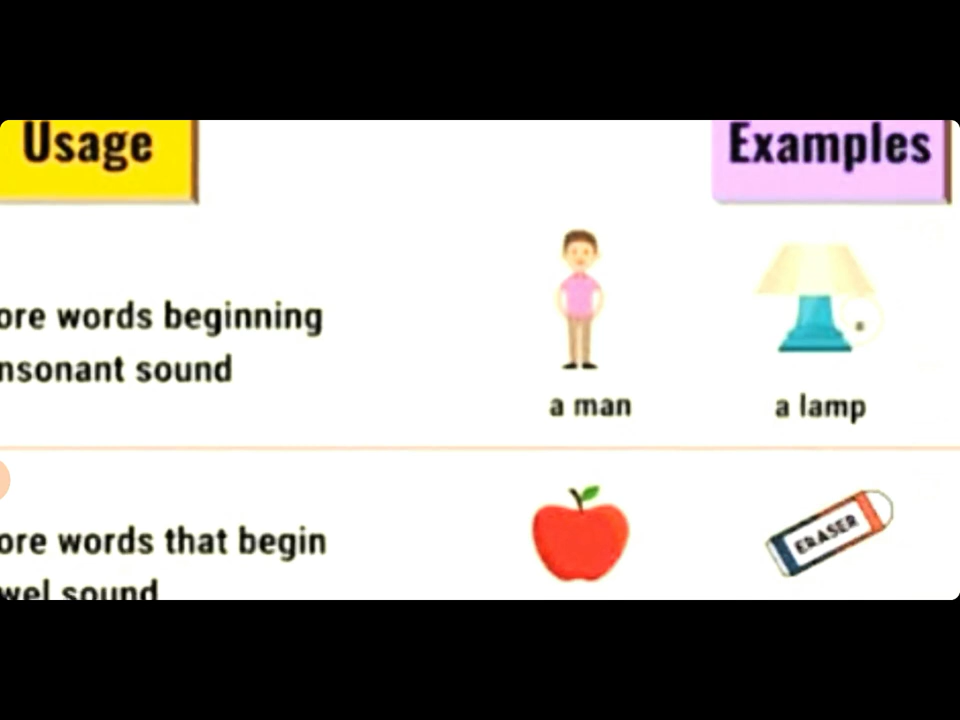 Usage
Examples
ore words beginning
nsonant sound
a man
a lamp
ore words that begin
wel sound
ERASER